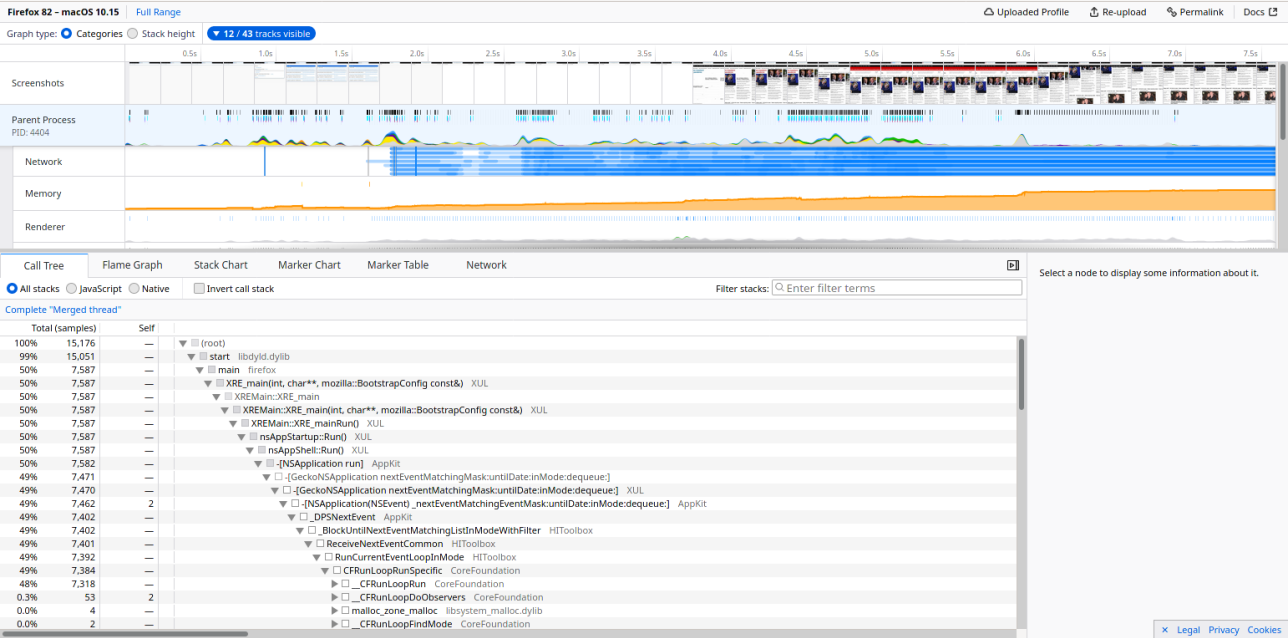 Firefox 82 – macOS 10.15 Full Range Uploaded Profile Re-upload Permalink Docs
Graph type: Categories Stack height 12 / 43 tracks visible
0.5s 1.0s 1.5s 2.0s 2.5s 3.0s 3.5s 4.0s 4.5s 5.0s 5.5s 6.0s 6.5s 7.0s 7.5s
Screenshots
Parent Process
PID: 4404
Network
Memory
Renderer
Call Tree Flame Graph Stack Chart Marker Chart Marker Table Network
All stacks JavaScript Native Invert call stack Filter stacks: Enter filter terms
Complete "Merged thread"
Total (samples) Self
100% 15,176 — (root)
99% 15,051 — start libdyld.dylib
50% 7,587 — main firefox
50% 7,587 — XRE_main(int, char**, mozilla::BootstrapConfig const&) XUL
50% 7,587 — XREMain::XRE_main
50% 7,587 — XREMain::XRE_main(int, char**, mozilla::BootstrapConfig const&) XUL
50% 7,587 — XREMain::XRE_mainRun() XUL
50% 7,587 — nsAppStartup::Run() XUL
50% 7,587 — nsAppShell::Run() XUL
50% 7,582 — -[NSApplication run] AppKit
49% 7,471 — -[GeckoNSApplication nextEventMatchingMask:untilDate:inMode:dequeue:]
49% 7,470 — -[GeckoNSApplication nextEventMatchingMask:untilDate:inMode:dequeue:] XUL
49% 7,462 2 -[NSApplication(NSEvent) _nextEventMatchingEventMask:untilDate:inMode:dequeue:] AppKit
49% 7,402 — _DPSNextEvent AppKit
49% 7,402 — _BlockUntilNextEventMatchingListInModeWithFilter HIToolbox
49% 7,401 — ReceiveNextEventCommon HIToolbox
49% 7,392 — RunCurrentEventLoopInMode HIToolbox
49% 7,384 — CFRunLoopRunSpecific CoreFoundation
48% 7,318 — __CFRunLoopRun CoreFoundation
0.3% 53 2 __CFRunLoopDoObservers CoreFoundation
0.0% 4 — malloc_zone_malloc libsystem_malloc.dylib
0.0% 2 — __CFRunLoopFindMode CoreFoundation
Select a node to display some information about it.
✕ Legal Privacy Cookies